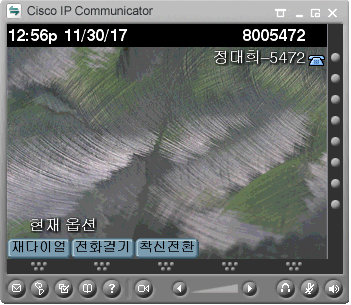 Cisco IP Communicator
12:56p 11/30/17 8005472
정대희-5472
현재 옵션
재다이얼 전화걸기 착신전환